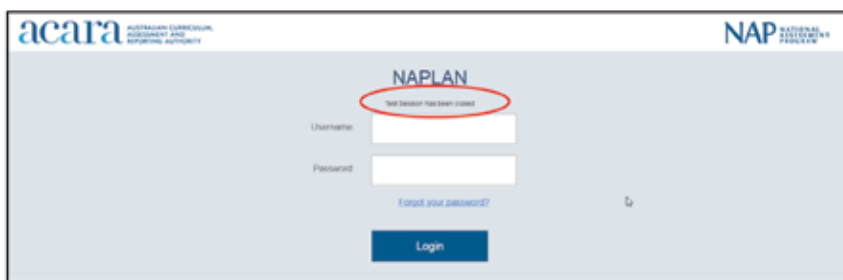 acara AUSTRALIAN CURRICULUM,
ASSESSMENT AND
REPORTING AUTHORITY
NAP NATIONAL
ASSESSMENT
PROGRAM
NAPLAN
Test Session has been closed
Username
Password
Forgot your password?
Login